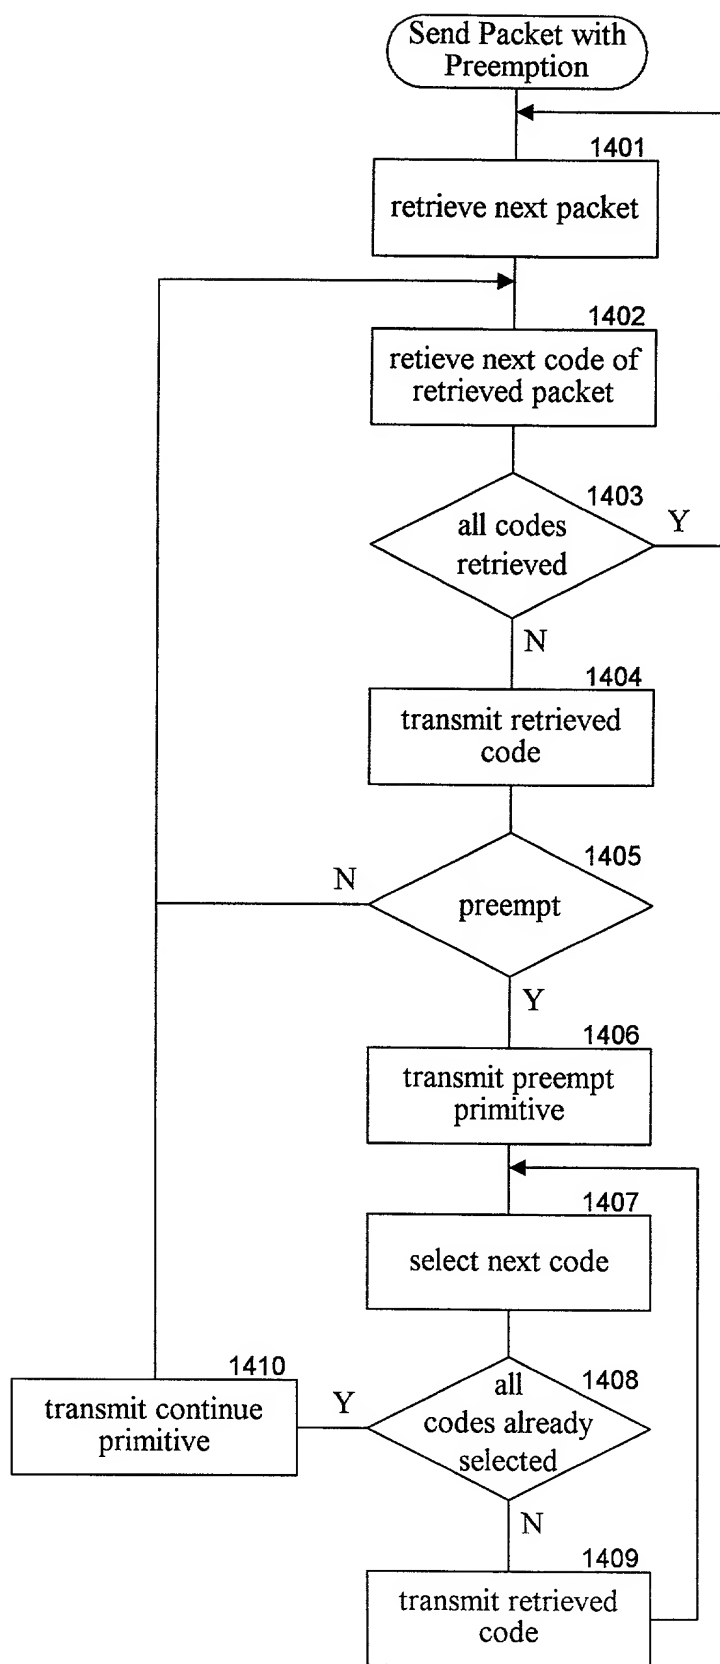 Send Packet with
Preemption
1401
retrieve next packet
1402
retieve next code of
retrieved packet
1403
all codes
retrieved
Y
N
1404
transmit retrieved
code
1405
preempt
N
Y
1406
transmit preempt
primitive
1407
select next code
1408
all
codes already
selected
Y
1410
transmit continue
primitive
N
1409
transmit retrieved
code